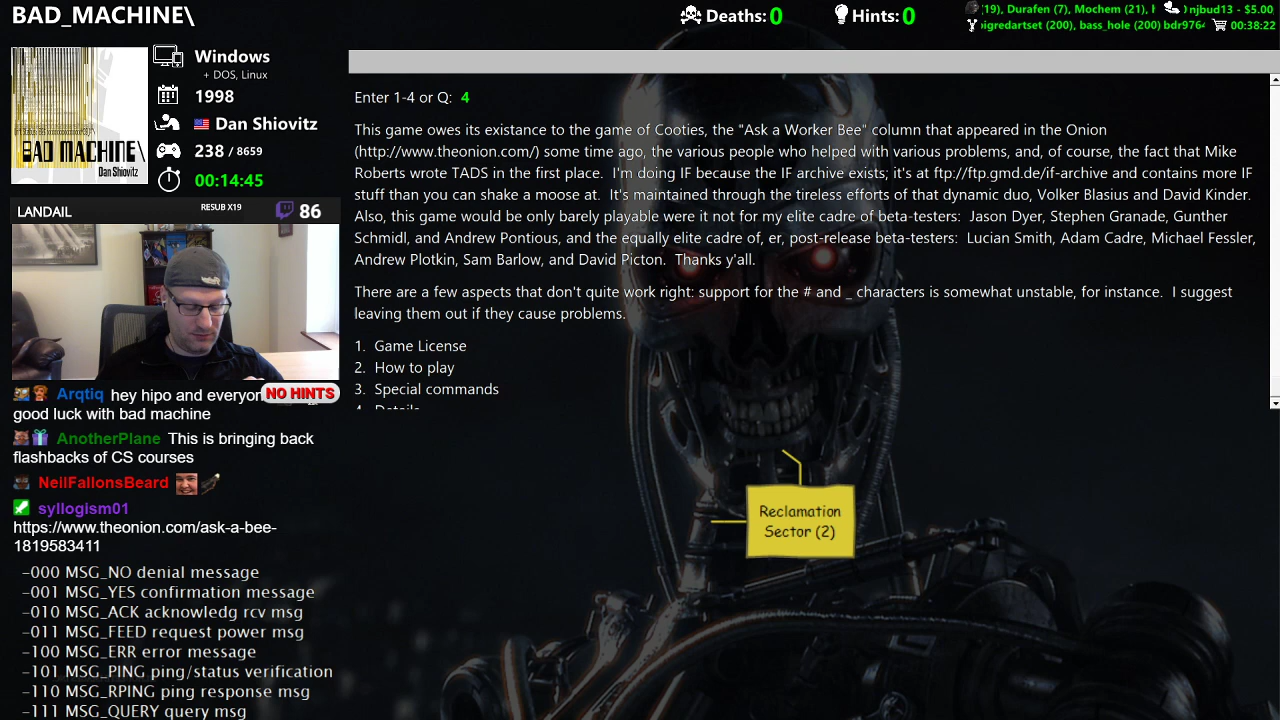 BAD_MACHINE\
Deaths: 0
Hints: 0
(19), Durafen (7), Mochem (21),
njbud13 - $5.00
bigredartset (200), bass_hole (200) bdr976
00:38:22
BAD MACHINE\
Dan Shiovitz
Windows
+ DOS, Linux
1998
Dan Shiovitz
238 / 8659
00:14:45
LANDAIL
RESUB X19
86
Arqtiq hey hipo and everyon
good luck with bad machine
NO HINTS
AnotherPlane This is bringing back
flashbacks of CS courses
NeilFallonsBeard
syllogism01
https://www.theonion.com/ask-a-bee-
1819583411
-000 MSG_NO denial message
-001 MSG_YES confirmation message
-010 MSG_ACK acknowledg rcv msg
-011 MSG_FEED request power msg
-100 MSG_ERR error message
-101 MSG_PING ping/status verification
-110 MSG_RPING ping response msg
-111 MSG_QUERY query msg
Enter 1-4 or Q: 4
This game owes its existance to the game of Cooties, the "Ask a Worker Bee" column that appeared in the Onion
(http://www.theonion.com/) some time ago, the various people who helped with various problems, and, of course, the fact that Mike
Roberts wrote TADS in the first place. I'm doing IF because the IF archive exists; it's at ftp://ftp.gmd.de/if-archive and contains more IF
stuff than you can shake a moose at. It's maintained through the tireless efforts of that dynamic duo, Volker Blasius and David Kinder.
Also, this game would be only barely playable were it not for my elite cadre of beta-testers: Jason Dyer, Stephen Granade, Gunther
Schmidl, and Andrew Pontious, and the equally elite cadre of, er, post-release beta-testers: Lucian Smith, Adam Cadre, Michael Fessler,
Andrew Plotkin, Sam Barlow, and David Picton. Thanks y'all.
There are a few aspects that don't quite work right: support for the # and _ characters is somewhat unstable, for instance. I suggest
leaving them out if they cause problems.
1. Game License
2. How to play
3. Special commands
4. Details
Reclamation
Sector (2)